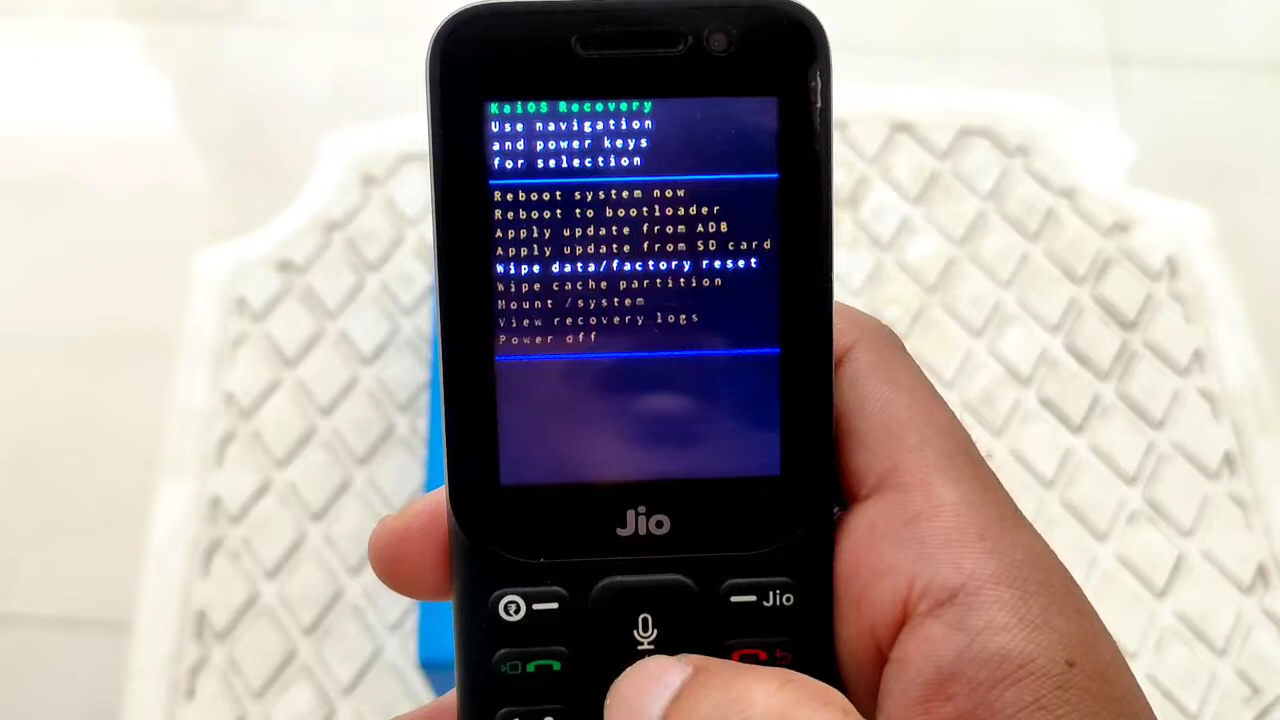 KaiOS Recovery
Use navigation
and power keys
for selection
Reboot system now
Reboot to bootloader
Apply update from ADB
Apply update from SD card
Wipe data/factory reset
Wipe cache partition
Mount /system
View recovery logs
Power off
Jio
₹
Jio